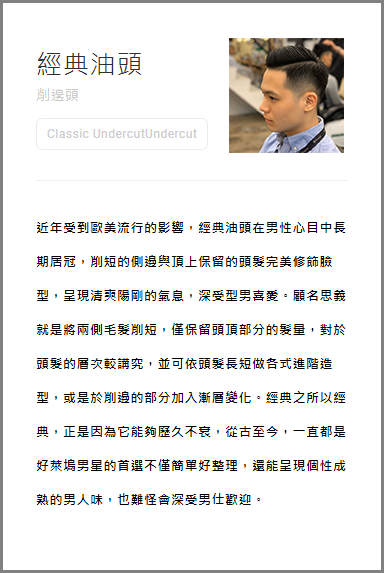 經典油頭
削邊頭
Classic UndercutUndercut
近年受到歐美流行的影響，經典油頭在男性心目中長
期居冠，削短的側邊與頂上保留的頭髮完美修飾臉
型，呈現清爽陽剛的氣息，深受型男喜愛。顧名思義
就是將兩側毛髮削短，僅保留頭頂部分的髮量，對於
頭髮的層次較講究，並可依頭髮長短做各式進階造
型，或是於削邊的部分加入漸層變化。經典之所以經
典，正是因為它能夠歷久不衰，從古至今，一直都是
好萊塢男星的首選不僅簡單好整理，還能呈現個性成
熟的男人味，也難怪會深受男仕歡迎。